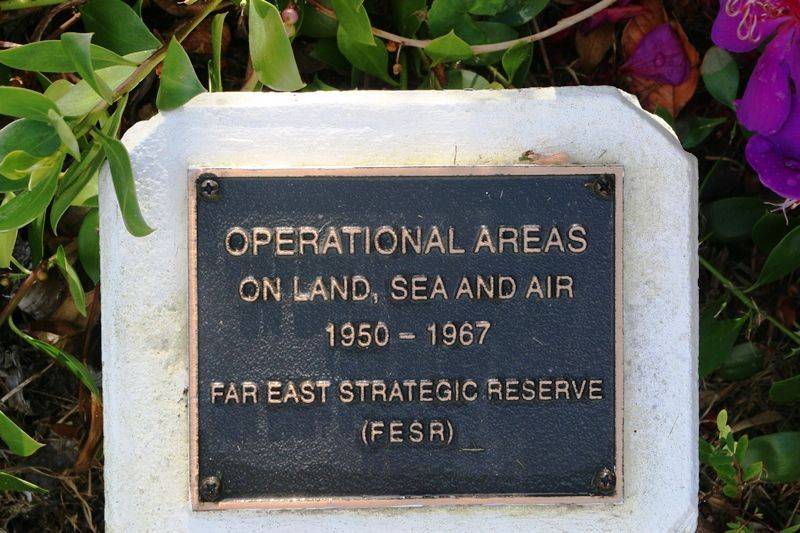 OPERATIONAL AREAS
ON LAND, SEA AND AIR
1950 – 1967
FAR EAST STRATEGIC RESERVE
(FESR)